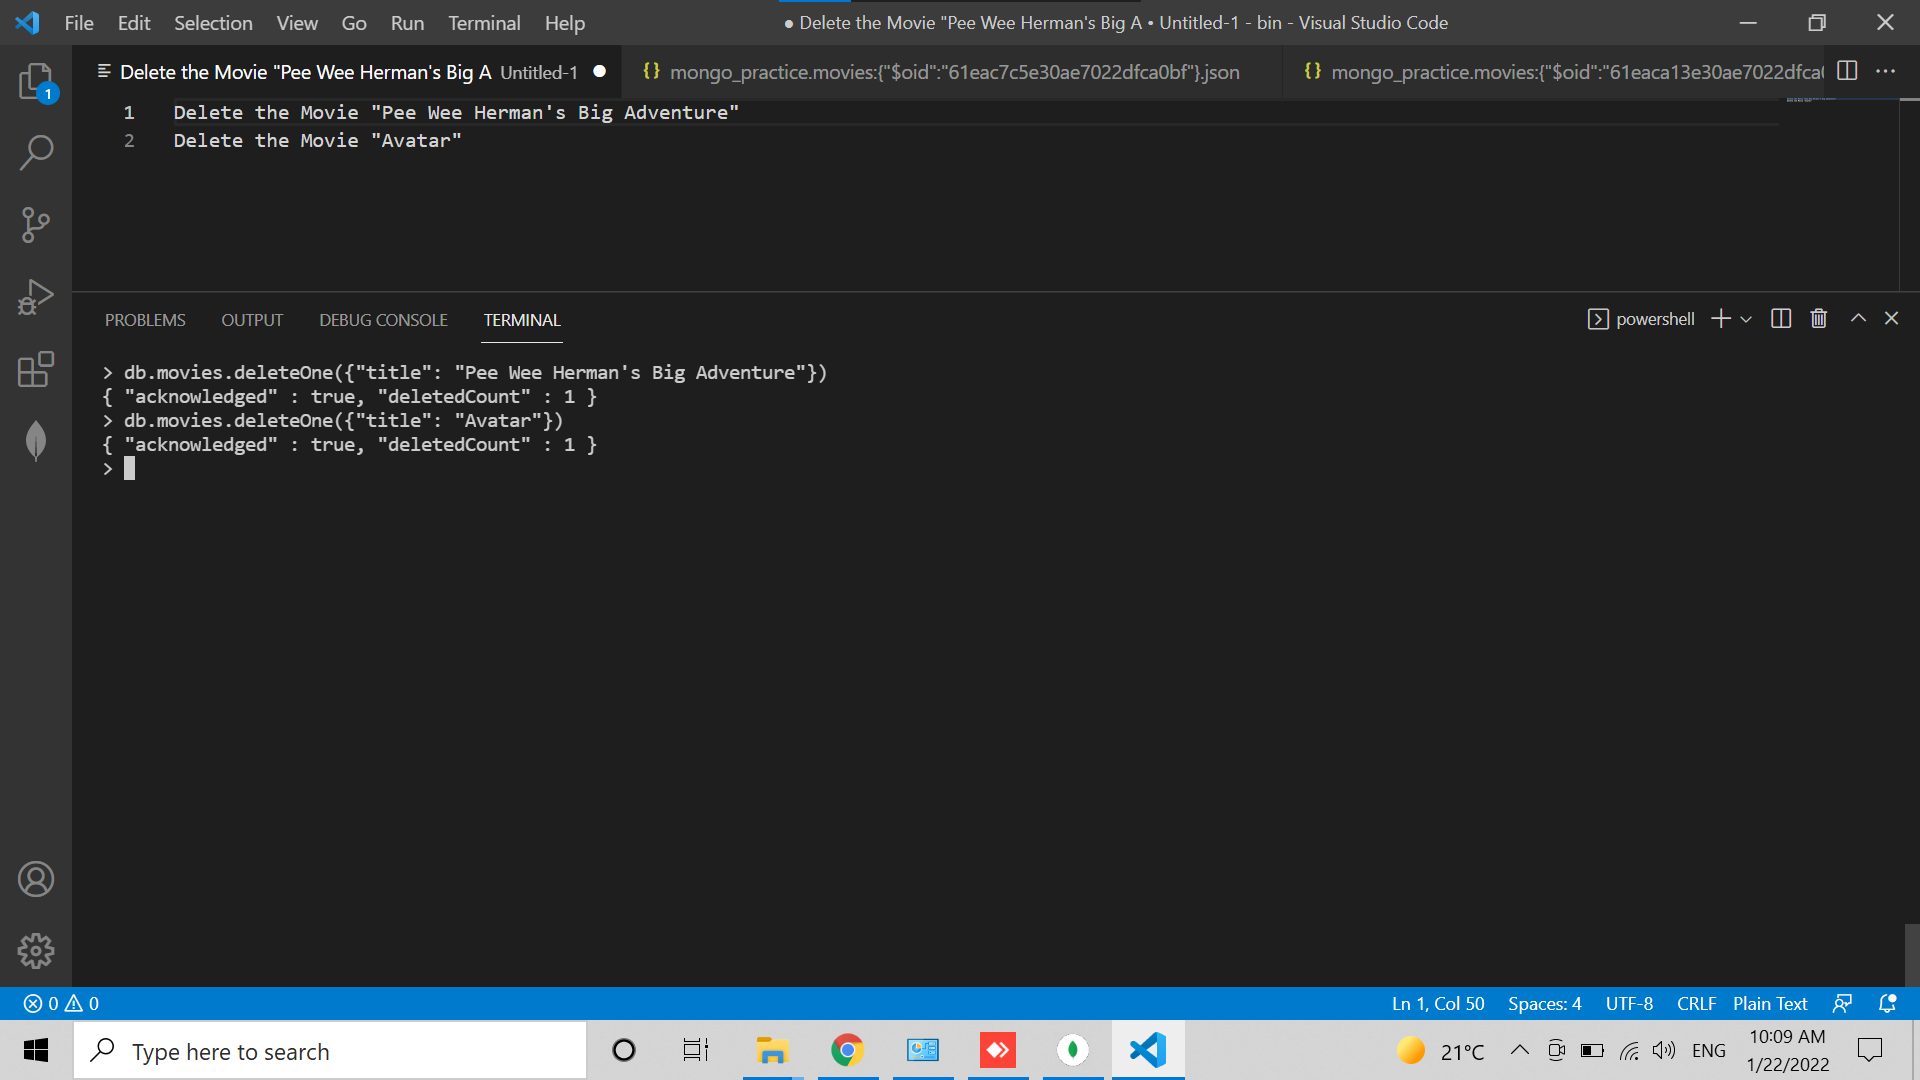 File Edit Selection View Go Run Terminal Help
● Delete the Movie "Pee Wee Herman's Big A • Untitled-1 - bin - Visual Studio Code
Delete the Movie "Pee Wee Herman's Big A Untitled-1
{} mongo_practice.movies:{"$oid":"61eac7c5e30ae7022dfca0bf"}.json
{} mongo_practice.movies:{"$oid":"61eaca13e30ae7022dfca
1
1 Delete the Movie "Pee Wee Herman's Big Adventure"
2 Delete the Movie "Avatar"
PROBLEMS OUTPUT DEBUG CONSOLE TERMINAL
powershell
> db.movies.deleteOne({"title": "Pee Wee Herman's Big Adventure"})
{ "acknowledged" : true, "deletedCount" : 1 }
> db.movies.deleteOne({"title": "Avatar"})
{ "acknowledged" : true, "deletedCount" : 1 }
>
0 0
Ln 1, Col 50 Spaces: 4 UTF-8 CRLF Plain Text
Type here to search
21°C
ENG
10:09 AM
1/22/2022